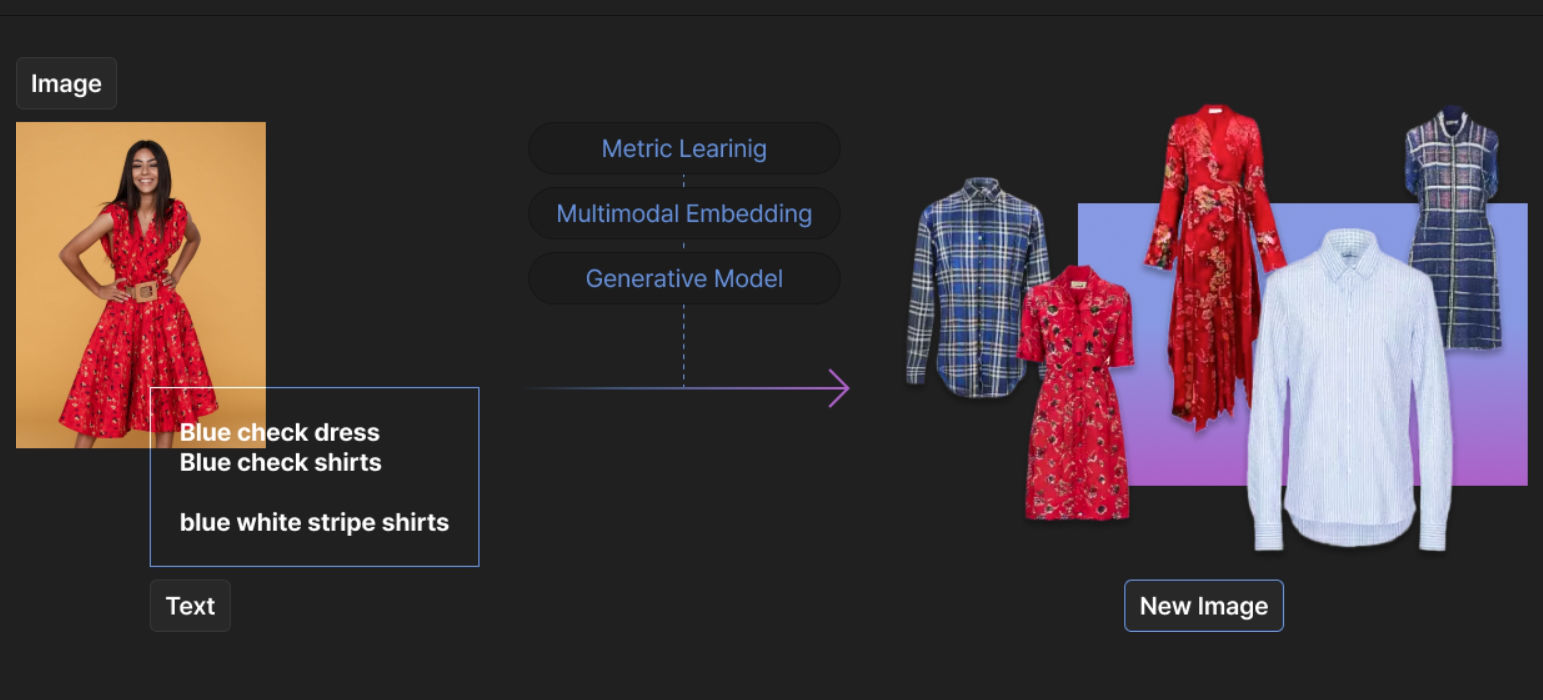 Image
Metric Learinig
Multimodal Embedding
Generative Model
Blue check dress
Blue check shirts
blue white stripe shirts
Text
New Image